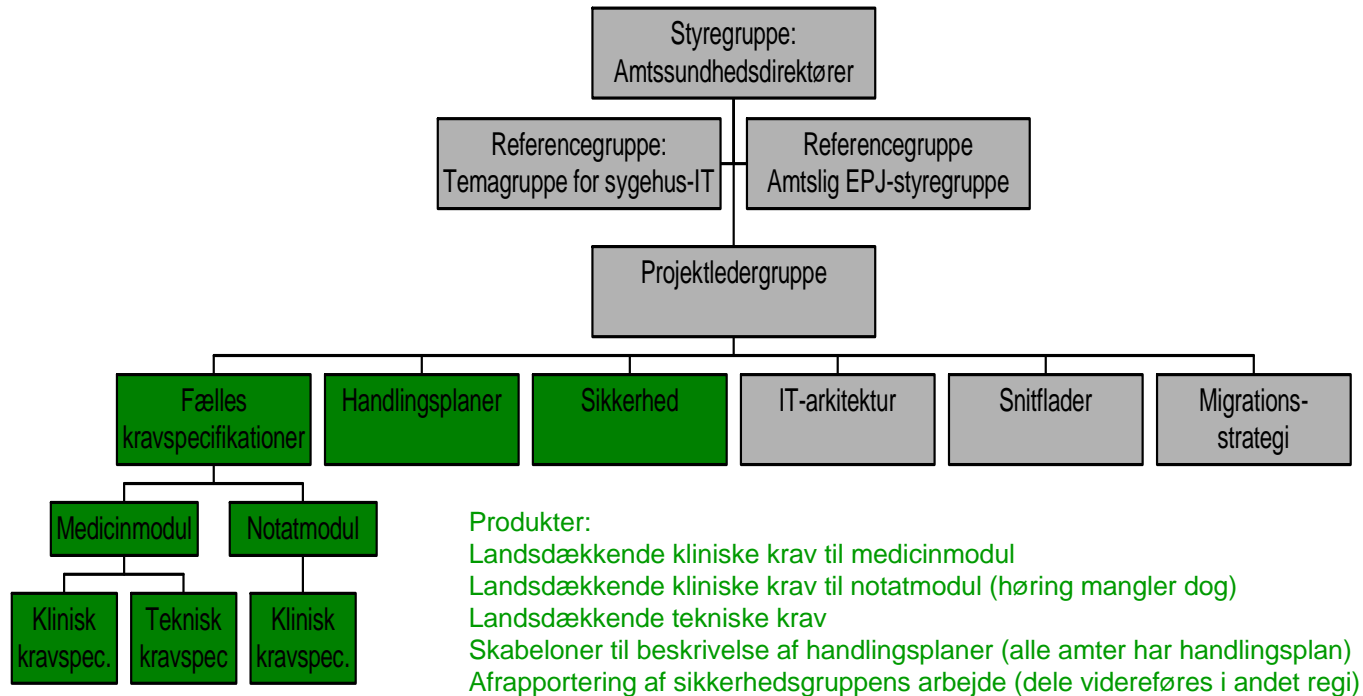 Styregruppe:
Amtssundhedsdirektører
Referencegruppe:
Temagruppe for sygehus-IT
Referencegruppe
Amtslig EPJ-styregruppe
Projektledergruppe
Fælles
kravspecifikationer
Handlingsplaner
Sikkerhed
IT-arkitektur
Snitflader
Migrations-
strategi
Medicinmodul
Notatmodul
Klinisk
kravspec.
Teknisk
kravspec
Klinisk
kravspec.
Produkter:
Landsdækkende kliniske krav til medicinmodul
Landsdækkende kliniske krav til notatmodul (høring mangler dog)
Landsdækkende tekniske krav
Skabeloner til beskrivelse af handlingsplaner (alle amter har handlingsplan)
Afrapportering af sikkerhedsgruppens arbejde (dele videreføres i andet regi)